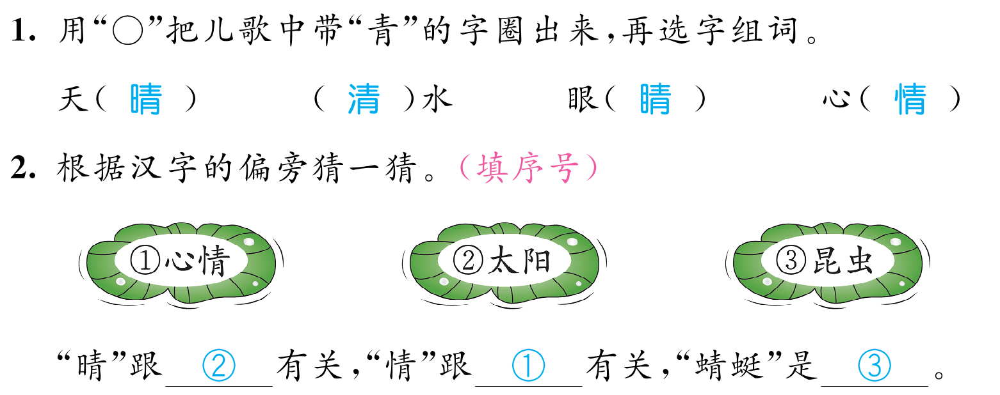 1. 用“○”把儿歌中带“青”的字圈出来,再选字组词。
天( 晴 ) ( 清 )水 眼( 睛 ) 心( 情 )
2. 根据汉字的偏旁猜一猜。(填序号)
①心情 ②太阳 ③昆虫
“晴”跟 ② 有关,“情”跟 ① 有关,“蜻蜓”是 ③ 。